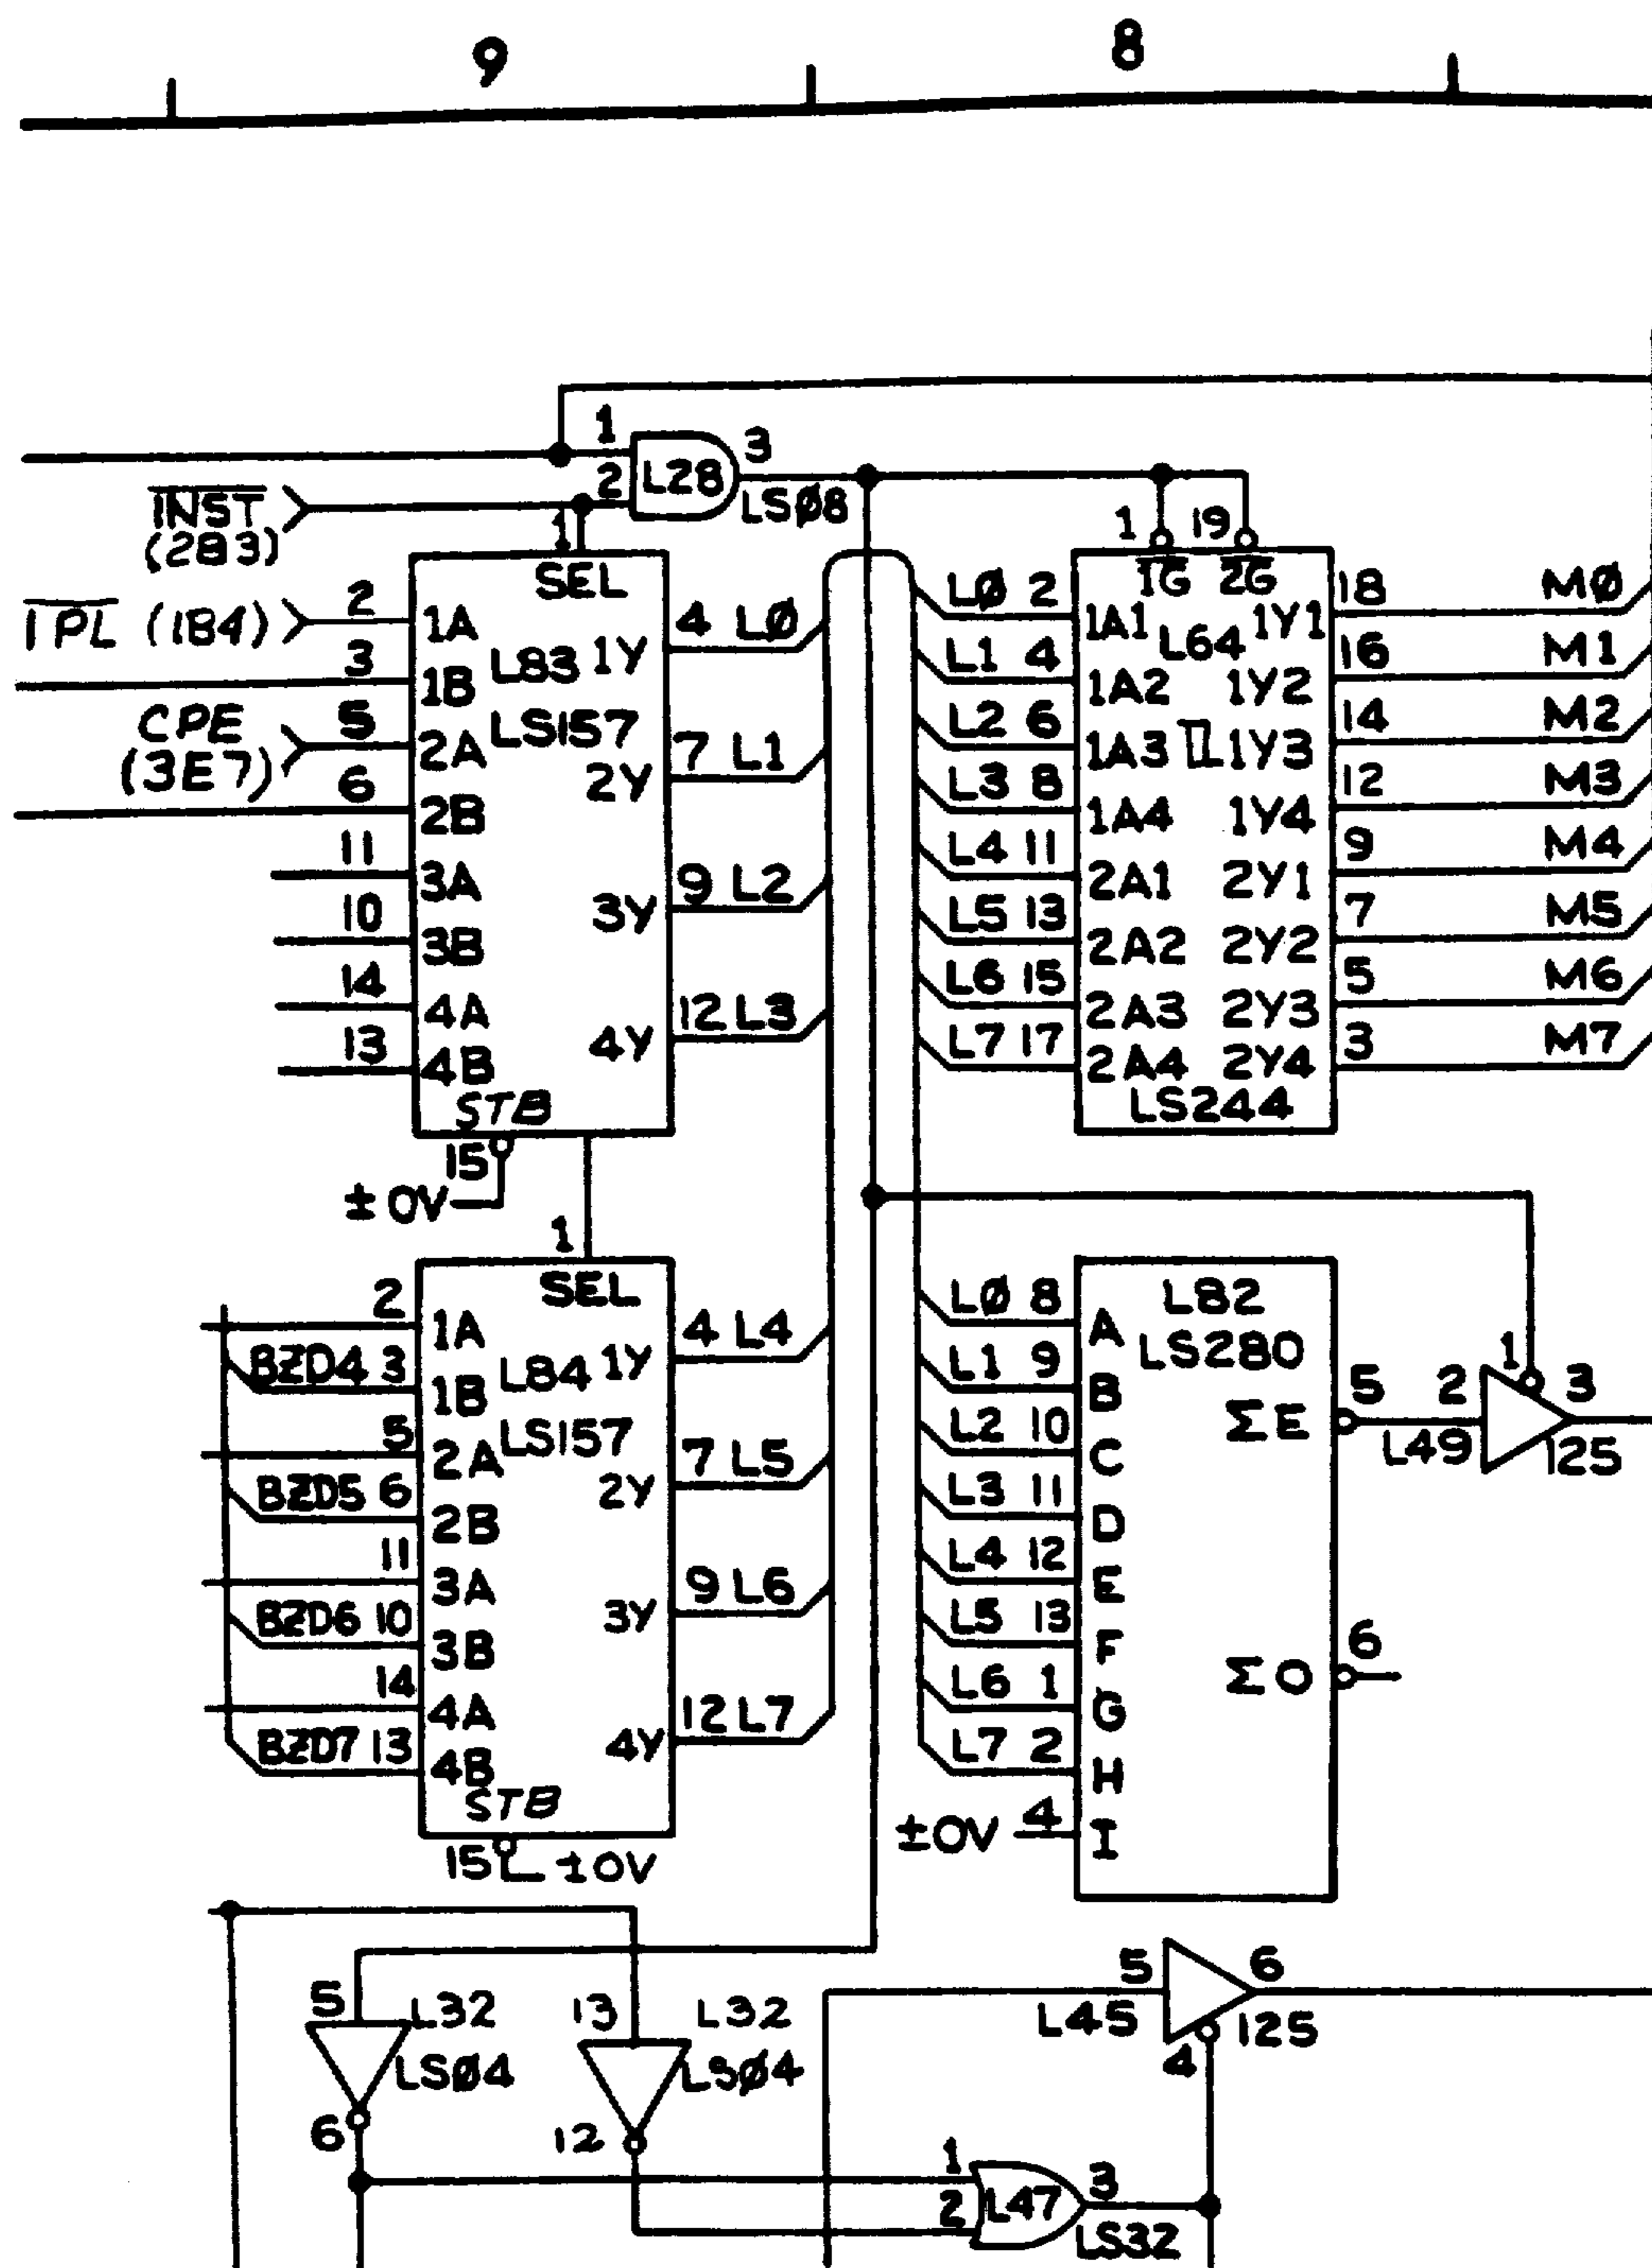 9 8
1 3
2 L28
LSØ8
INST
(2B3)
1
SEL
IPL (1B4) 2 1A
3 1B
L83 1Y 4 LØ
LS157
CPE
(3E7)
5 2A
2Y 7 L1
6 2B
11 3A
3Y 9 L2
10 3B
14 4A
4Y 12 L3
13 4B
STB
15
±0V
1 19
1G 2G
LØ 2 1A1 L64 1Y1 18 MØ
L1 4 1A2 1Y2 16 M1
L2 6 1A3 1Y3 14 M2
L3 8 1A4 1Y4 12 M3
L4 11 2A1 2Y1 9 M4
L5 13 2A2 2Y2 7 M5
L6 15 2A3 2Y3 5 M6
L7 17 2A4 2Y4 3 M7
LS244
1
SEL
2 1A
L84 1Y 4 L4
BZD4 3 1B
LS157
5 2A
2Y 7 L5
BZD5 6 2B
11 3A
3Y 9 L6
BZD6 10 3B
14 4A
4Y 12 L7
BZD7 13 4B
STB
15 ±0V
L82
LS280
LØ 8 A
L1 9 B
L2 10 C
L3 11 D
L4 12 E
L5 13 F
L6 1 G
L7 2 H
±0V 4 I
ΣE 5
ΣO 6
1
2 3
L49 125
5 L32
LSØ4
6
13 L32
LSØ4
12
5 6
L45 125
4
1 3
2 L47
LS32